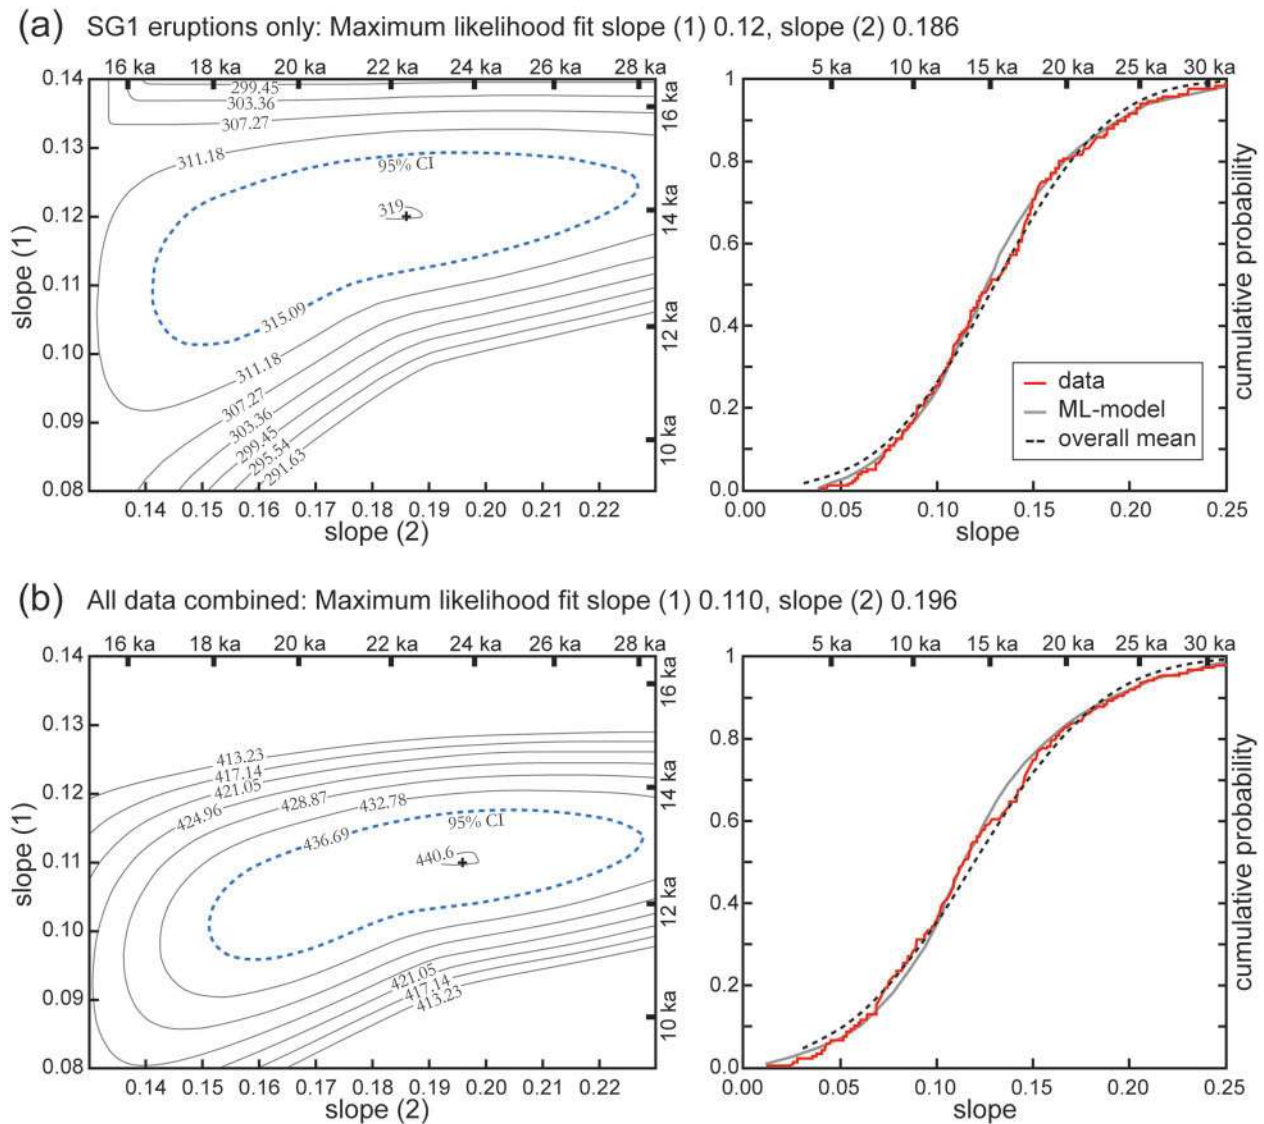 (a) SG1 eruptions only: Maximum likelihood fit slope (1) 0.12, slope (2) 0.186
16 ka 18 ka 20 ka 22 ka 24 ka 26 ka 28 ka
0.14
0.13
0.12
0.11
0.10
0.09
0.08
slope (1)
299.45
303.36
307.27
311.18
95% CI
319
315.09
311.18
307.27
303.36
299.45
295.54
291.63
16 ka
14 ka
12 ka
10 ka
0.14 0.15 0.16 0.17 0.18 0.19 0.20 0.21 0.22
slope (2)
5 ka 10 ka 15 ka 20 ka 25 ka 30 ka
1
0.8
0.6
0.4
0.2
0.0
data
ML-model
overall mean
cumulative probability
0.00 0.05 0.10 0.15 0.20 0.25
slope
(b) All data combined: Maximum likelihood fit slope (1) 0.110, slope (2) 0.196
16 ka 18 ka 20 ka 22 ka 24 ka 26 ka 28 ka
0.14
0.13
0.12
0.11
0.10
0.09
0.08
slope (1)
413.23
417.14
421.05
424.96
428.87
432.78
436.69
95% CI
440.6
421.05
417.14
413.23
16 ka
14 ka
12 ka
10 ka
0.14 0.15 0.16 0.17 0.18 0.19 0.20 0.21 0.22
slope (2)
5 ka 10 ka 15 ka 20 ka 25 ka 30 ka
1
0.8
0.6
0.4
0.2
0.0
cumulative probability
0.00 0.05 0.10 0.15 0.20 0.25
slope